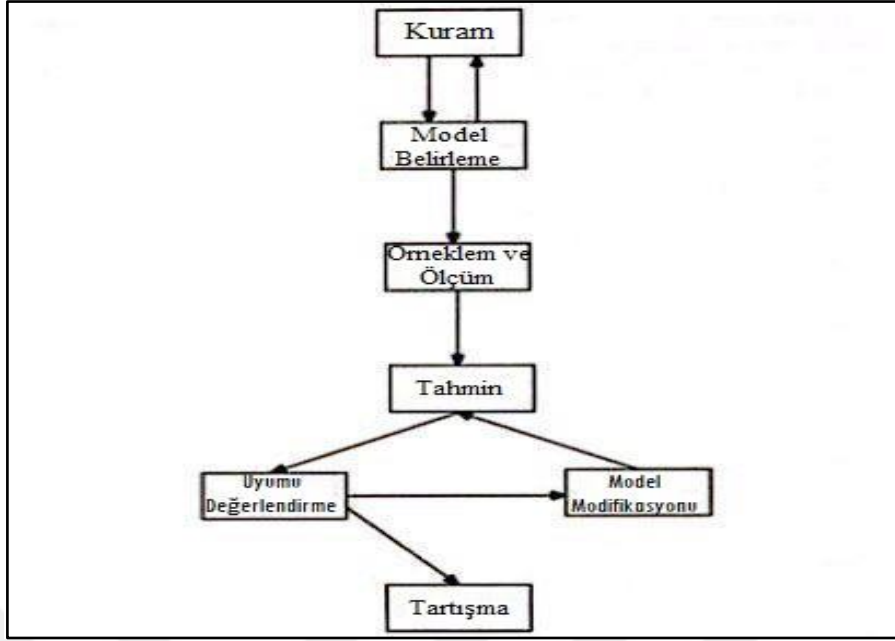 Kuram
Model
Belirleme
Örneklem ve
Ölçüm
Tahmin
Uyumu
Değerlendirme
Model
Modifikasyonu
Tartışma